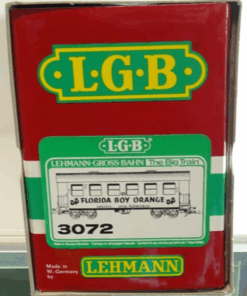 ·L·G·B·
·L·G·B·
LEHMANN-GROSS-BAHN The Big Train
FLORIDA BOY ORANGE
3072
Made in
W. Germany
by
LEHMANN